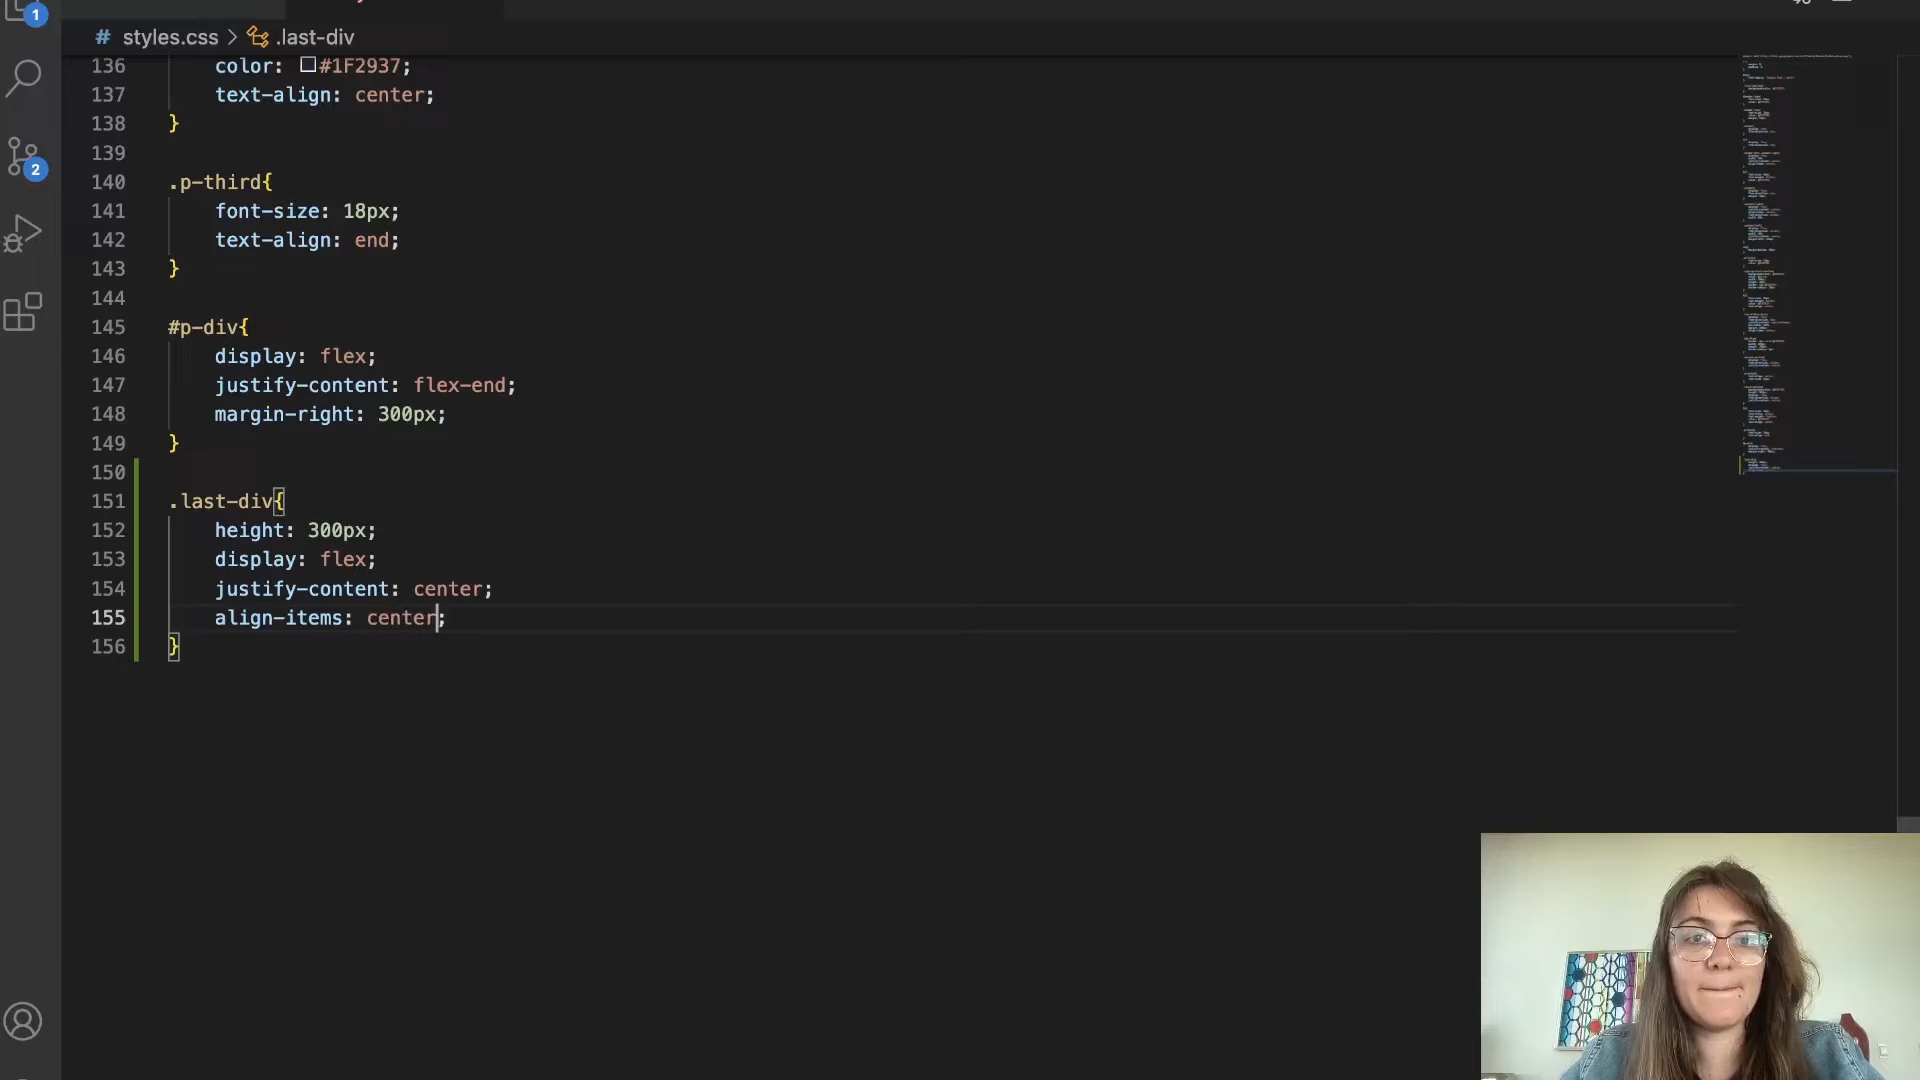 1
# styles.css > .last-div
136 color: #1F2937;
137 text-align: center;
138 }
139
140 .p-third{
141 font-size: 18px;
142 text-align: end;
143 }
144
145 #p-div{
146 display: flex;
147 justify-content: flex-end;
148 margin-right: 300px;
149 }
150
151 .last-div{
152 height: 300px;
153 display: flex;
154 justify-content: center;
155 align-items: center;
156 }
2